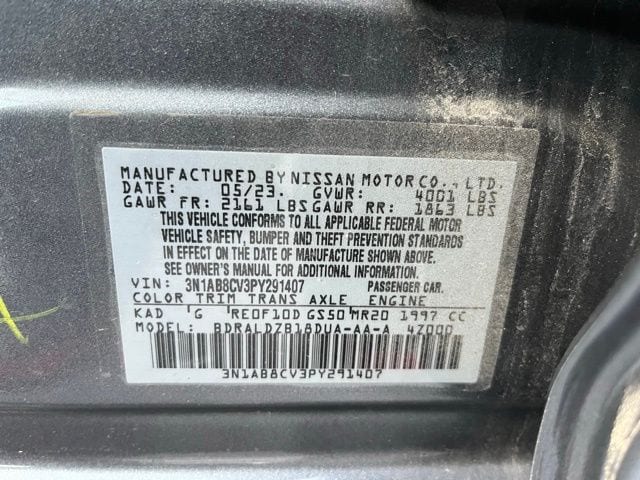 MANUFACTURED BY NISSAN MOTOR CO., LTD.
DATE: 05/23. GVWR: 4001 LBS
GAWR FR: 2161 LBS GAWR RR: 1863 LBS
THIS VEHICLE CONFORMS TO ALL APPLICABLE FEDERAL MOTOR
VEHICLE SAFETY, BUMPER AND THEFT PREVENTION STANDARDS
IN EFFECT ON THE DATE OF MANUFACTURE SHOWN ABOVE.
SEE OWNER'S MANUAL FOR ADDITIONAL INFORMATION.
VIN: 3N1AB8CV3PY291407 PASSENGER CAR.
COLOR TRIM TRANS AXLE ENGINE
KAD G RE0F10D GS50 MR20 1997 CC
BDRALDZB18DUA-AA-A 4Z000
3N1AB8CV3PY291407